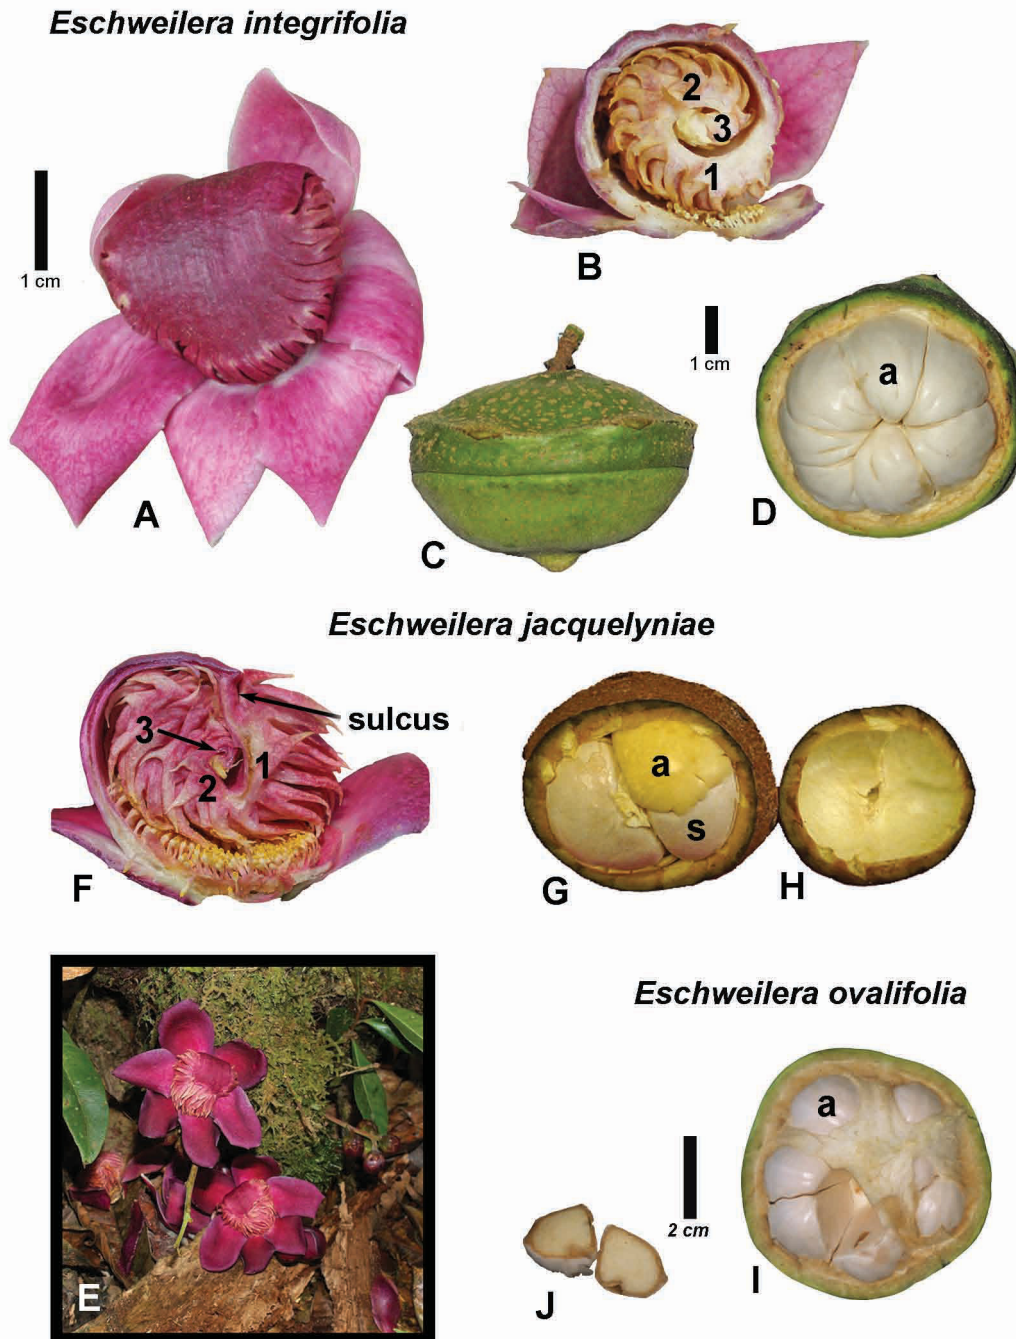 Eschweilera integrifolia
1 cm
A
2
3
1
B
C
1 cm
a
D
Eschweilera jacquelyniae
sulcus
3
2
1
F
a
s
G
H
E
Eschweilera ovalifolia
a
2 cm
J
I